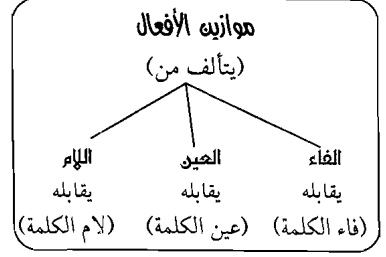 موازين الأفعال
(يتألف من)
الفاء العين اللام
يقابله يقابله يقابله
(فاء الكلمة) (عين الكلمة) (لام الكلمة)